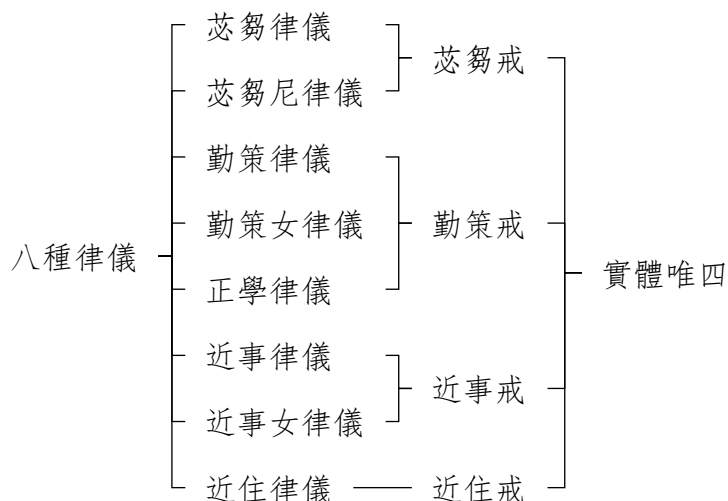 苾芻律儀
苾芻戒
苾芻尼律儀
勤策律儀
勤策女律儀
勤策戒
八種律儀
實體唯四
正學律儀
近事律儀
近事戒
近事女律儀
近住律儀
近住戒